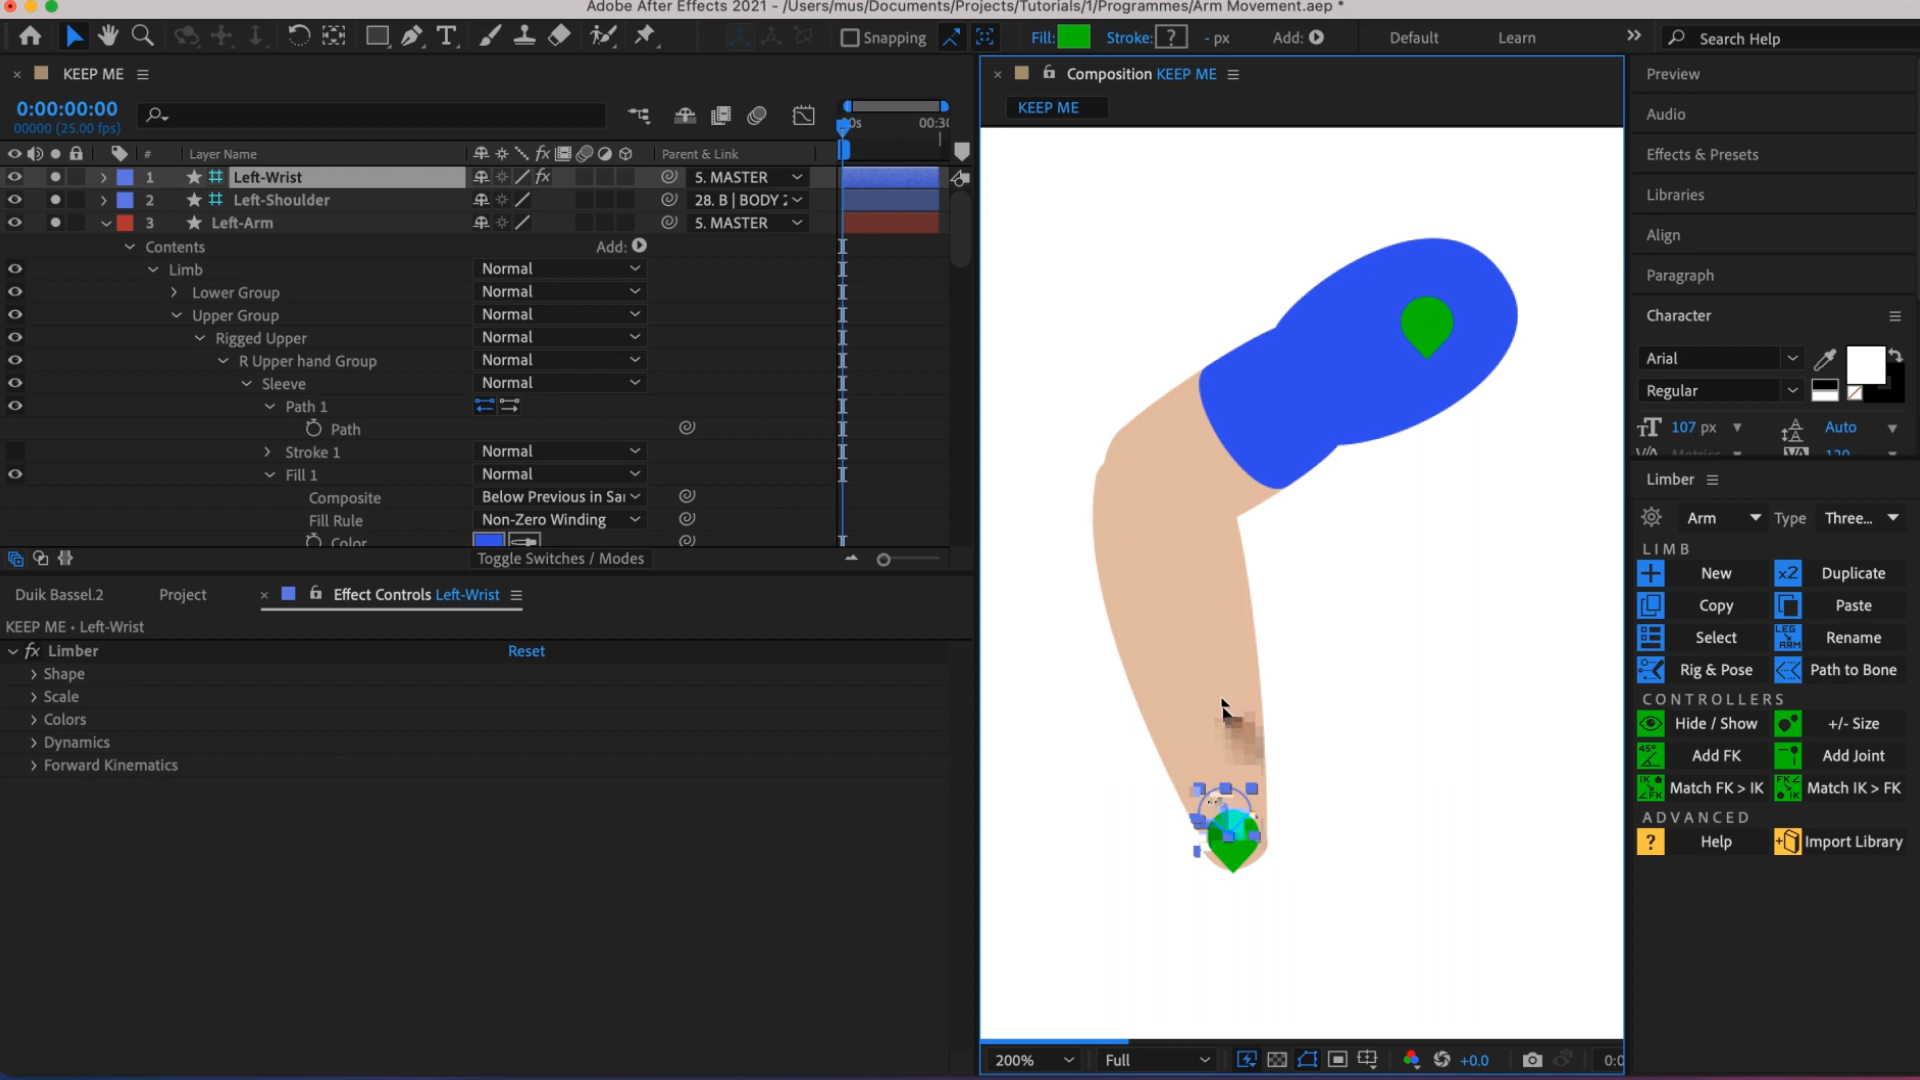 Adobe After Effects 2021 - /Users/mus/Documents/Projects/Tutorials/1/Programmes/Arm Movement.aep *
Snapping
Fill:
Stroke:
?
- px
Add:
Default
Learn
Search Help
KEEP ME
0:00:00:00
00000 (25.00 fps)
# Layer Name
Parent & Link
1 Left-Wrist fx 5. MASTER
2 Left-Shoulder 28. B | BODY
3 Left-Arm 5. MASTER
Contents Add:
Limb Normal
Lower Group Normal
Upper Group Normal
Rigged Upper Normal
R Upper hand Group Normal
Sleeve Normal
Path 1
Path
Stroke 1 Normal
Fill 1 Normal
Composite Below Previous in Sa
Fill Rule Non-Zero Winding
Color
Toggle Switches / Modes
Duik Bassel.2
Project
Effect Controls Left-Wrist
KEEP ME • Left-Wrist
fx Limber Reset
Shape
Scale
Colors
Dynamics
Forward Kinematics
Composition KEEP ME
KEEP ME
200%
Full
+0.0
Preview
Audio
Effects & Presets
Libraries
Align
Paragraph
Character
Arial
Regular
107 px
Auto
Limber
Arm Type Three...
LIMB
New x2 Duplicate
Copy Paste
Select LEG ARM Rename
Rig & Pose Path to Bone
CONTROLLERS
Hide / Show +/- Size
45° Add FK Add Joint
Match FK > IK Match IK > FK
ADVANCED
? Help Import Library